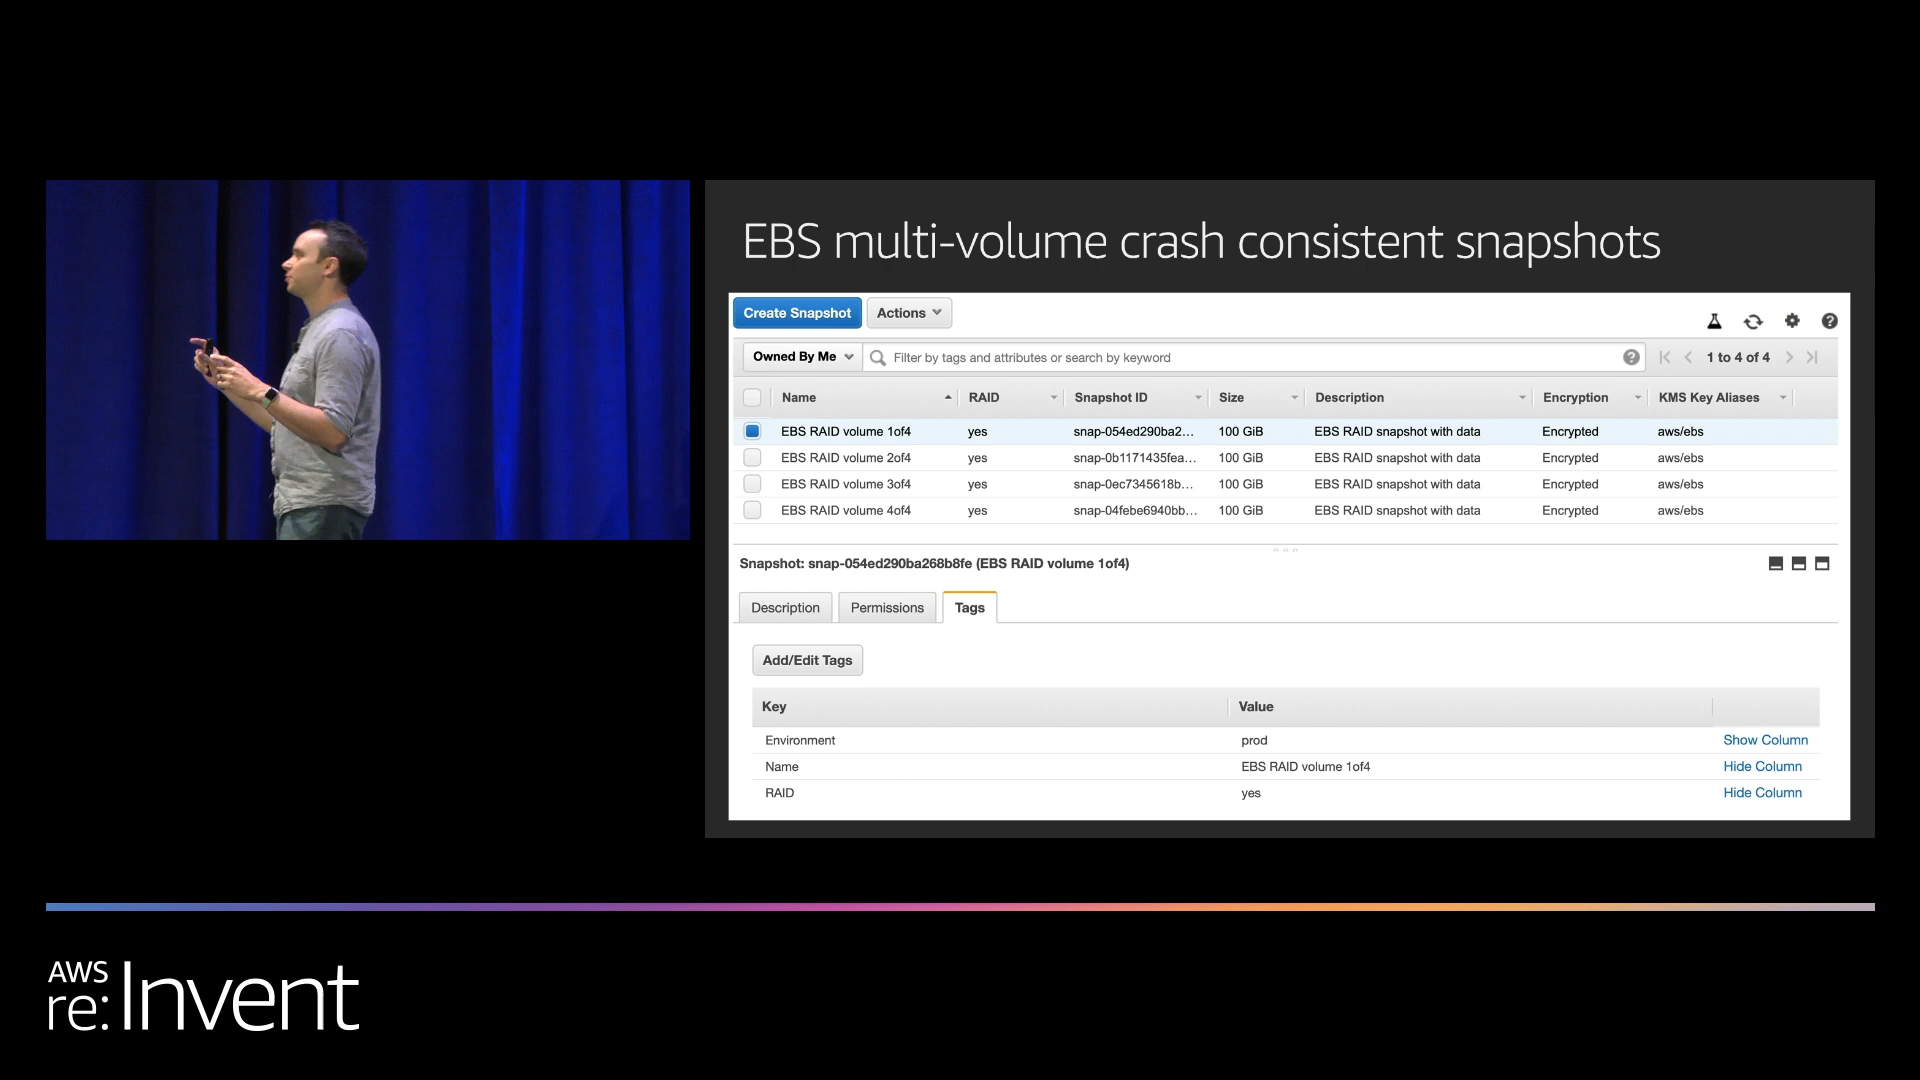 EBS multi-volume crash consistent snapshots
Create Snapshot Actions
Owned By Me Filter by tags and attributes or search by keyword 1 to 4 of 4
Name RAID Snapshot ID Size Description Encryption KMS Key Aliases
EBS RAID volume 1of4 yes snap-054ed290ba2... 100 GiB EBS RAID snapshot with data Encrypted aws/ebs
EBS RAID volume 2of4 yes snap-0b1171435fea... 100 GiB EBS RAID snapshot with data Encrypted aws/ebs
EBS RAID volume 3of4 yes snap-0ec7345618b... 100 GiB EBS RAID snapshot with data Encrypted aws/ebs
EBS RAID volume 4of4 yes snap-04febe6940bb... 100 GiB EBS RAID snapshot with data Encrypted aws/ebs
Snapshot: snap-054ed290ba268b8fe (EBS RAID volume 1of4)
Description Permissions Tags
Add/Edit Tags
Key Value
Environment prod Show Column
Name EBS RAID volume 1of4 Hide Column
RAID yes Hide Column
AWS
re:Invent